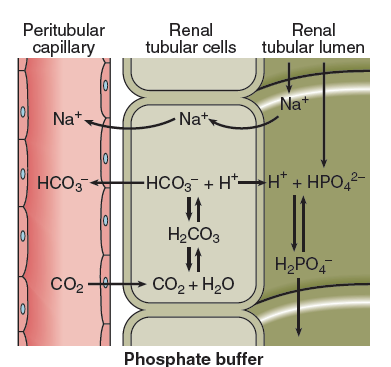 Peritubular
capillary
Renal
tubular cells
Renal
tubular lumen
Na⁺
Na⁺
Na⁺
HCO₃⁻
HCO₃⁻ + H⁺
H⁺ + HPO₄²⁻
H₂CO₃
H₂PO₄⁻
CO₂
CO₂ + H₂O
Phosphate buffer